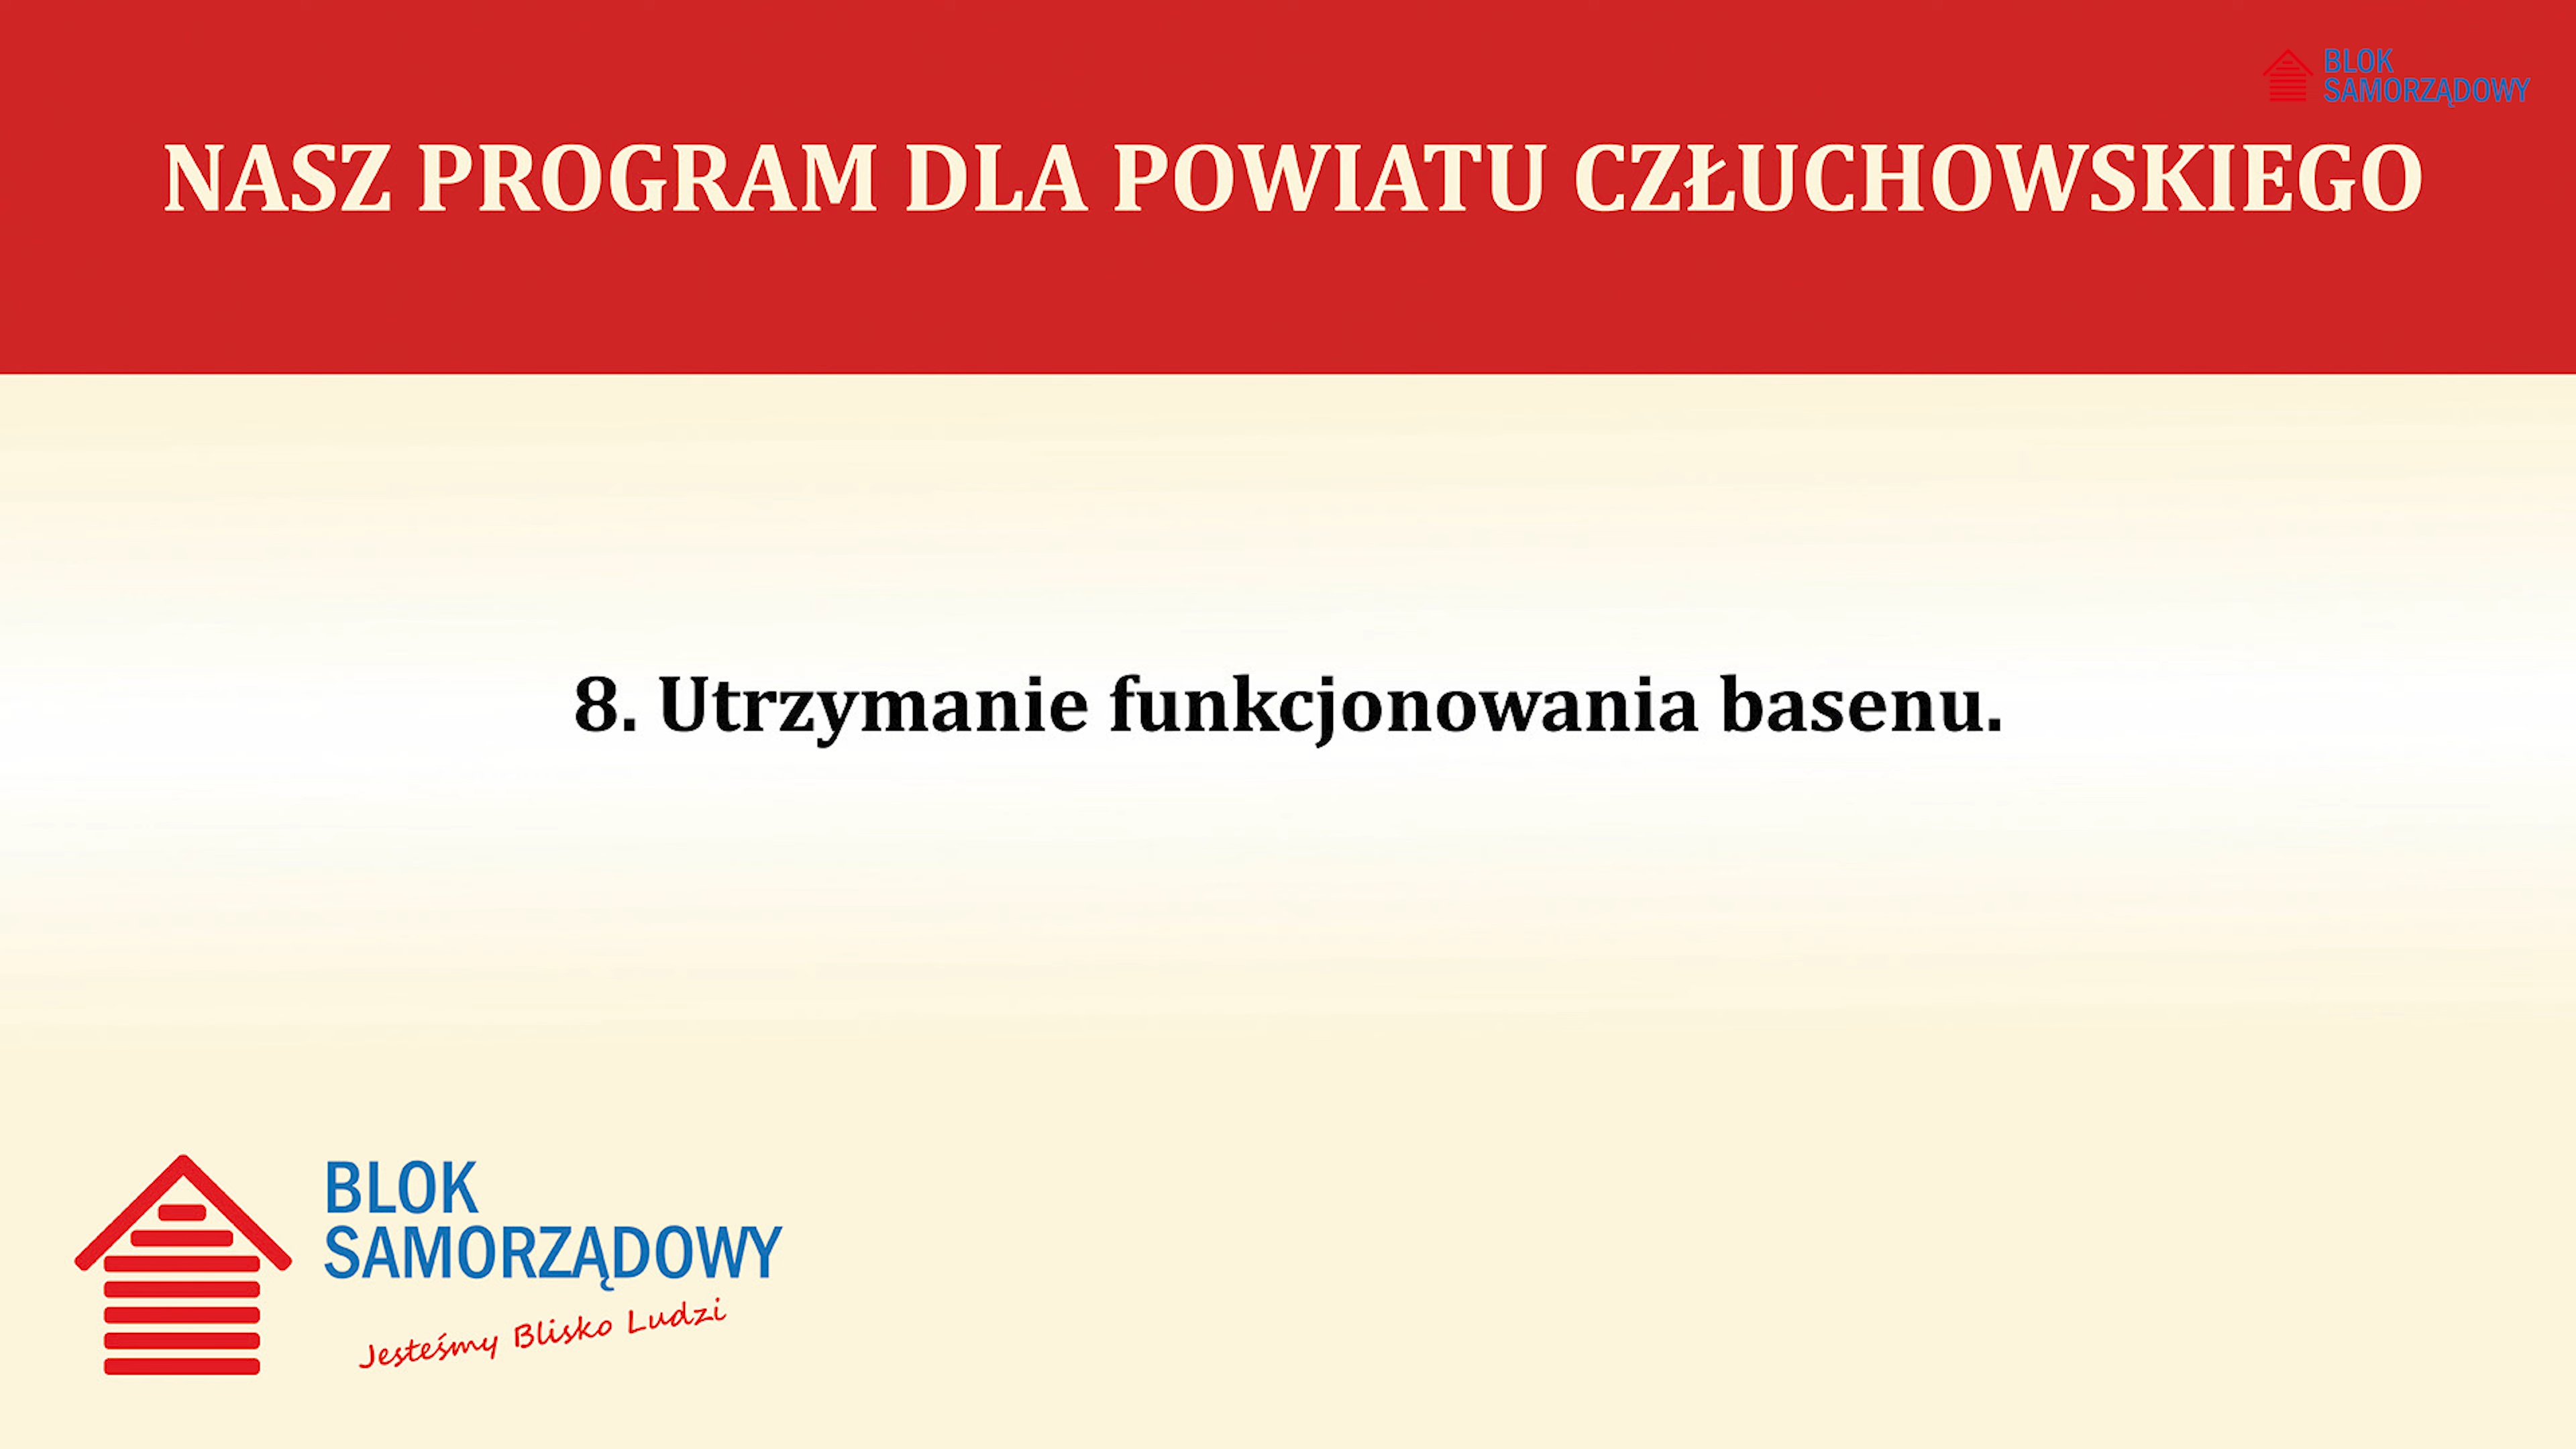 BLOK
SAMORZĄDOWY
NASZ PROGRAM DLA POWIATU CZŁUCHOWSKIEGO
8. Utrzymanie funkcjonowania basenu.
BLOK
SAMORZĄDOWY
Jesteśmy Blisko Ludzi